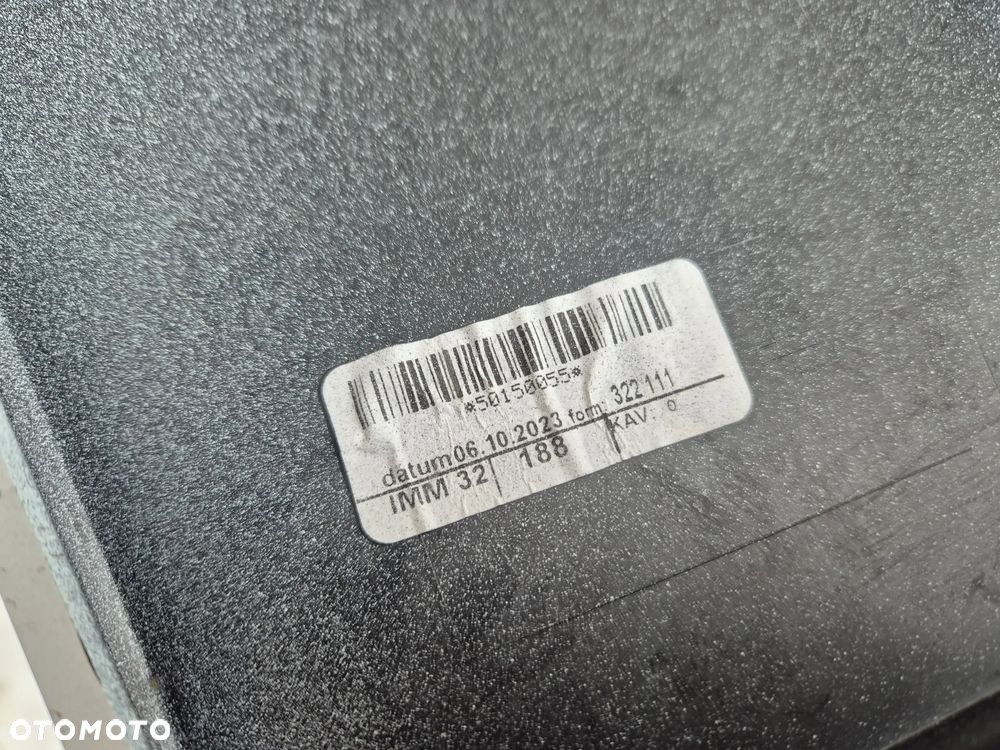 *50150055*
datum06.10.2023 form: 322.111
IMM 32 188 KAV: 0
OTOMOTO